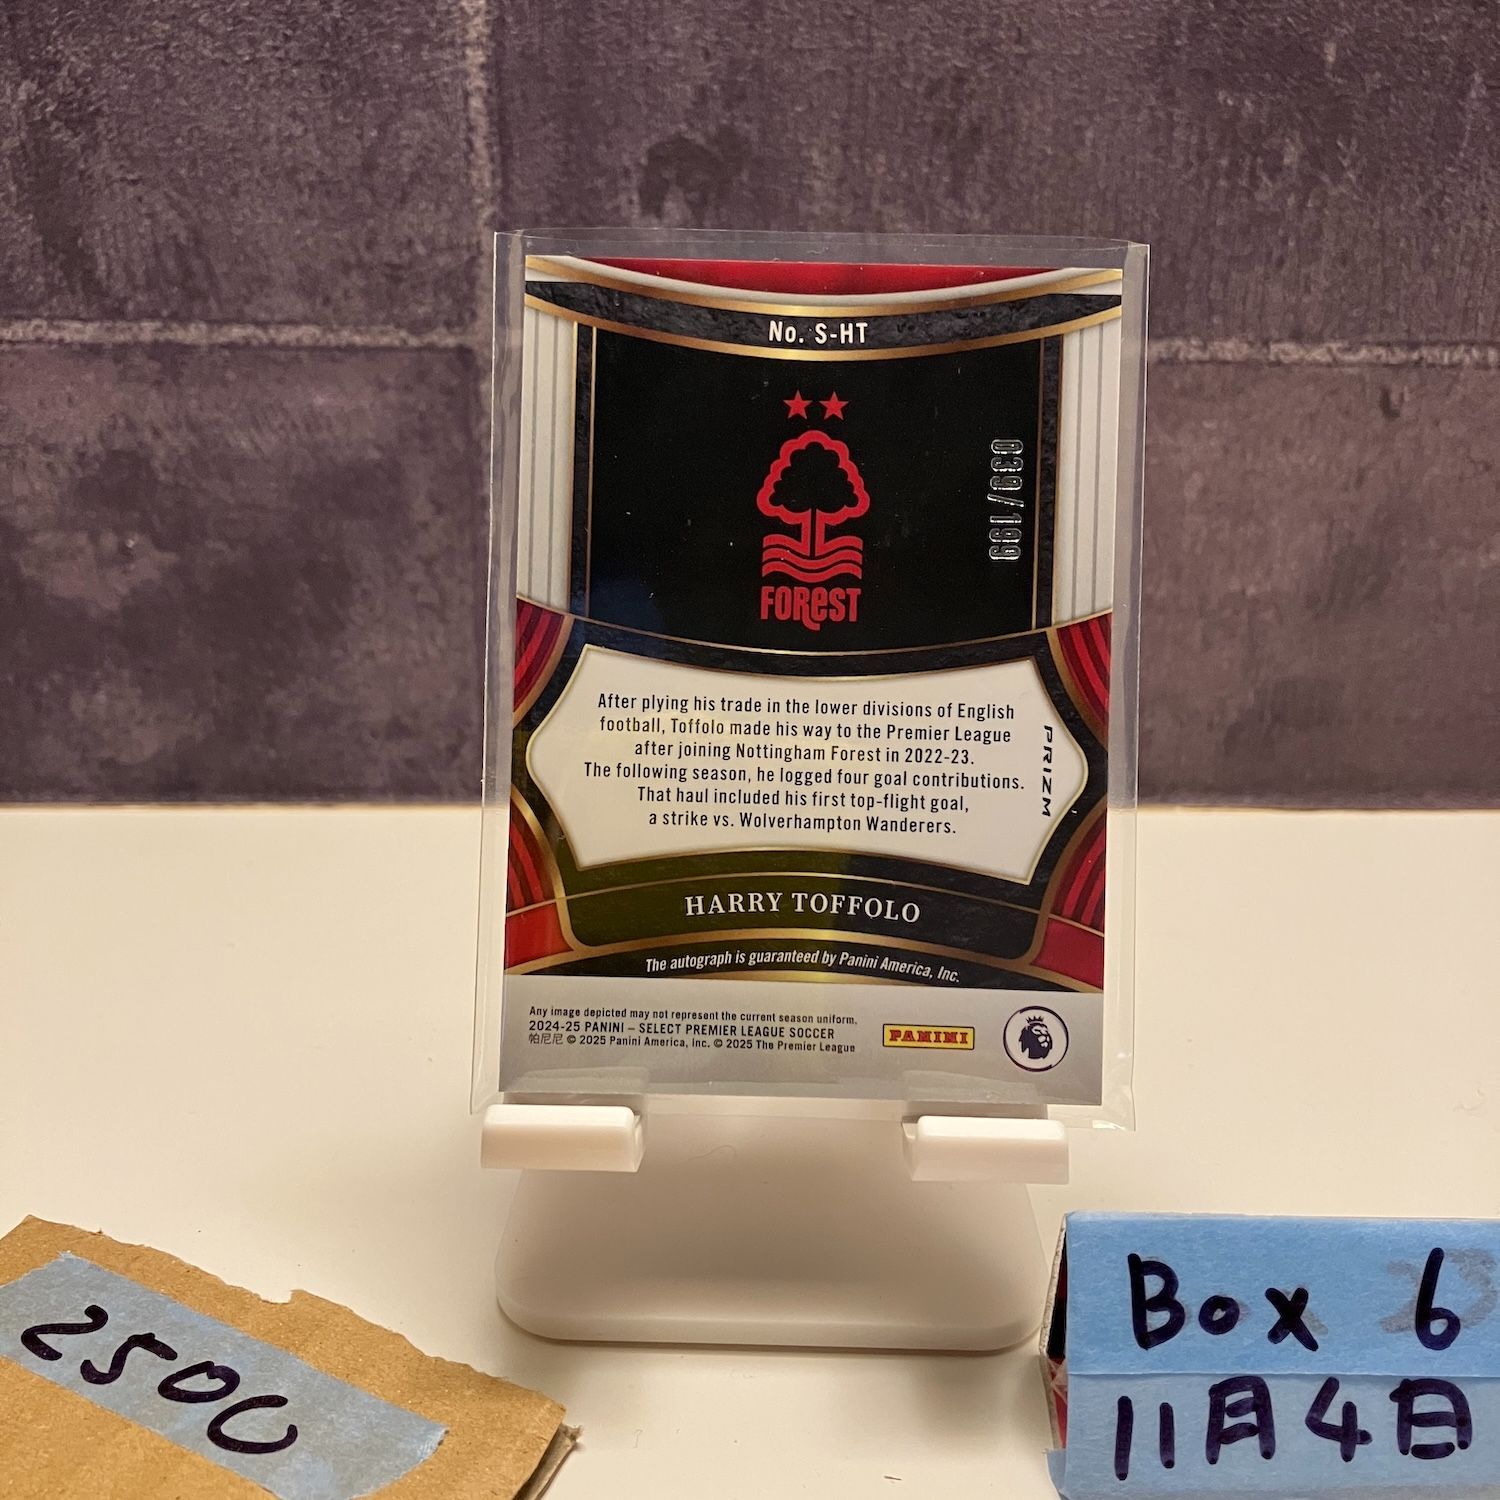 No. S-HT
039/199
FOREST
After plying his trade in the lower divisions of English
football, Toffolo made his way to the Premier League
after joining Nottingham Forest in 2022-23.
The following season, he logged four goal contributions.
That haul included his first top-flight goal,
a strike vs. Wolverhampton Wanderers.
PRIZM
HARRY TOFFOLO
The autograph is guaranteed by Panini America, Inc.
Any image depicted may not represent the current season uniform.
2024-25 PANINI – SELECT PREMIER LEAGUE SOCCER
帕尼尼 © 2025 Panini America, Inc. © 2025 The Premier League
PANINI
2500
Box 6
11月4日